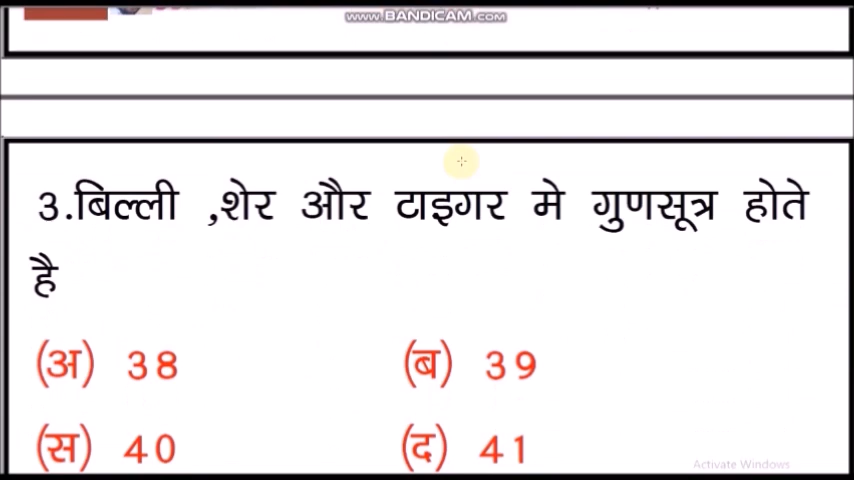 WWW.BANDICAM.COM
3.बिल्ली ,शेर और टाइगर मे गुणसूत्र होते
है
(अ) 38 (ब) 39
(स) 40 (द) 41
Activate Windows